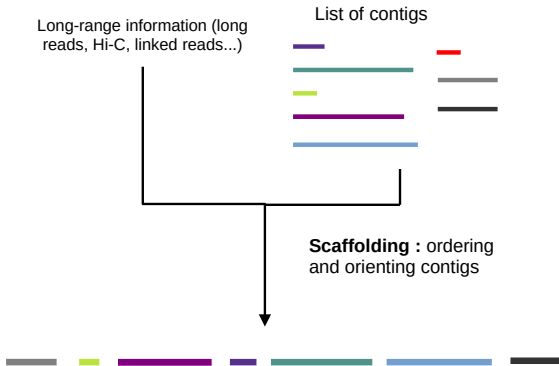 Long-range information (long
reads, Hi-C, linked reads...)
List of contigs
Scaffolding : ordering
and orienting contigs